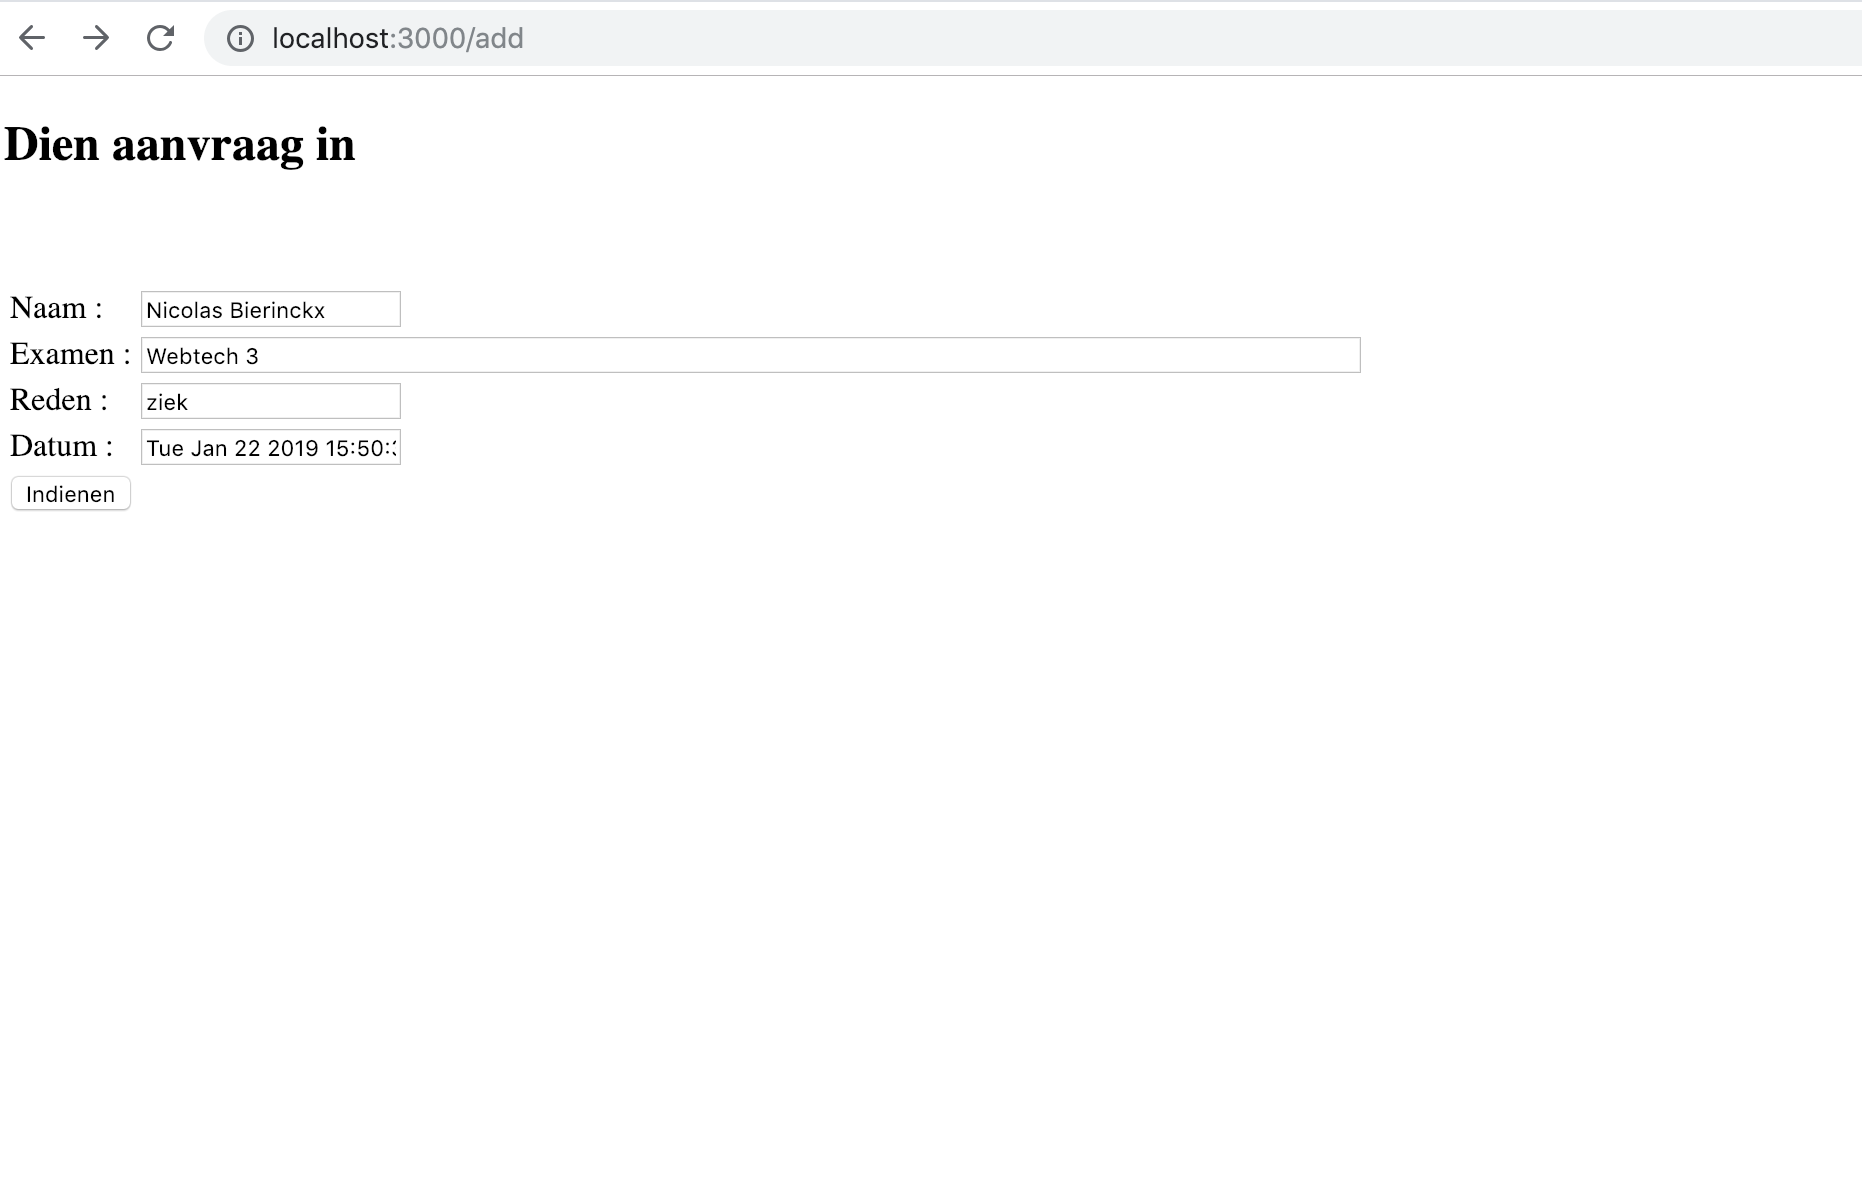 localhost:3000/add
Dien aanvraag in
Naam : Nicolas Bierinckx
Examen : Webtech 3
Reden : ziek
Datum : Tue Jan 22 2019 15:50:
Indienen